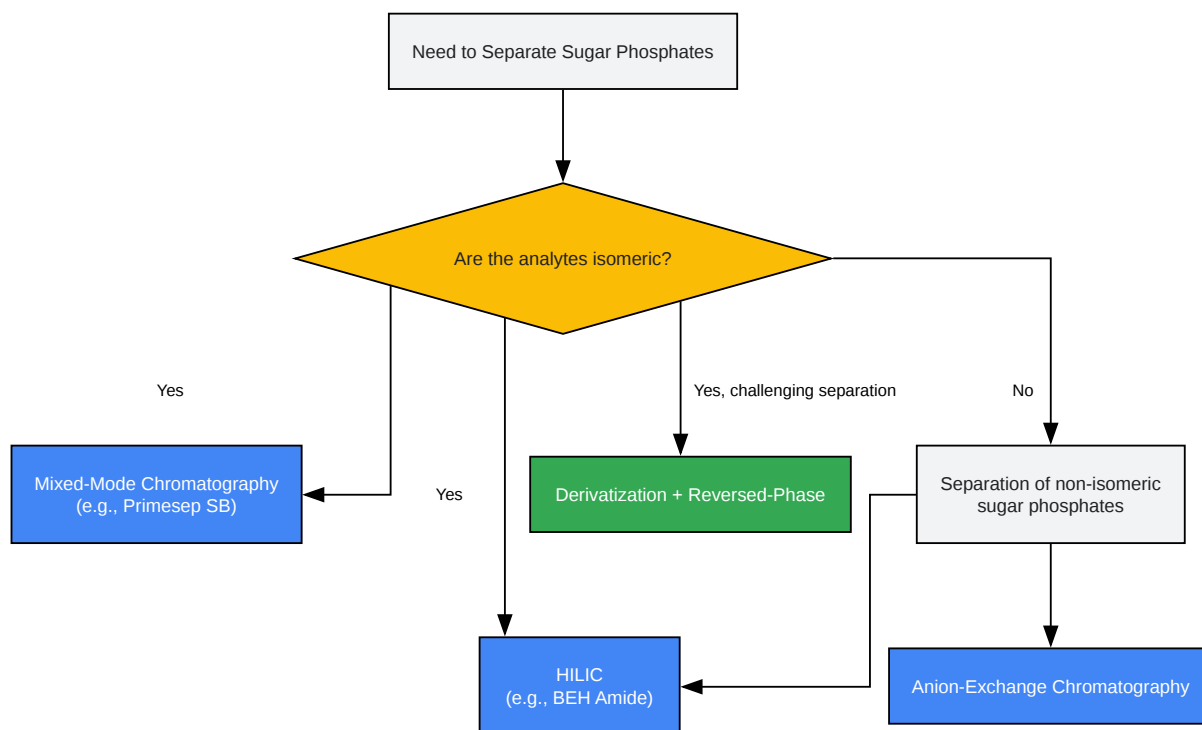 Need to Separate Sugar Phosphates
Are the analytes isomeric?
Yes
Yes, challenging separation
No
Mixed-Mode Chromatography
(e.g., Primesep SB)
Yes
Derivatization + Reversed-Phase
Separation of non-isomeric
sugar phosphates
HILIC
(e.g., BEH Amide)
Anion-Exchange Chromatography